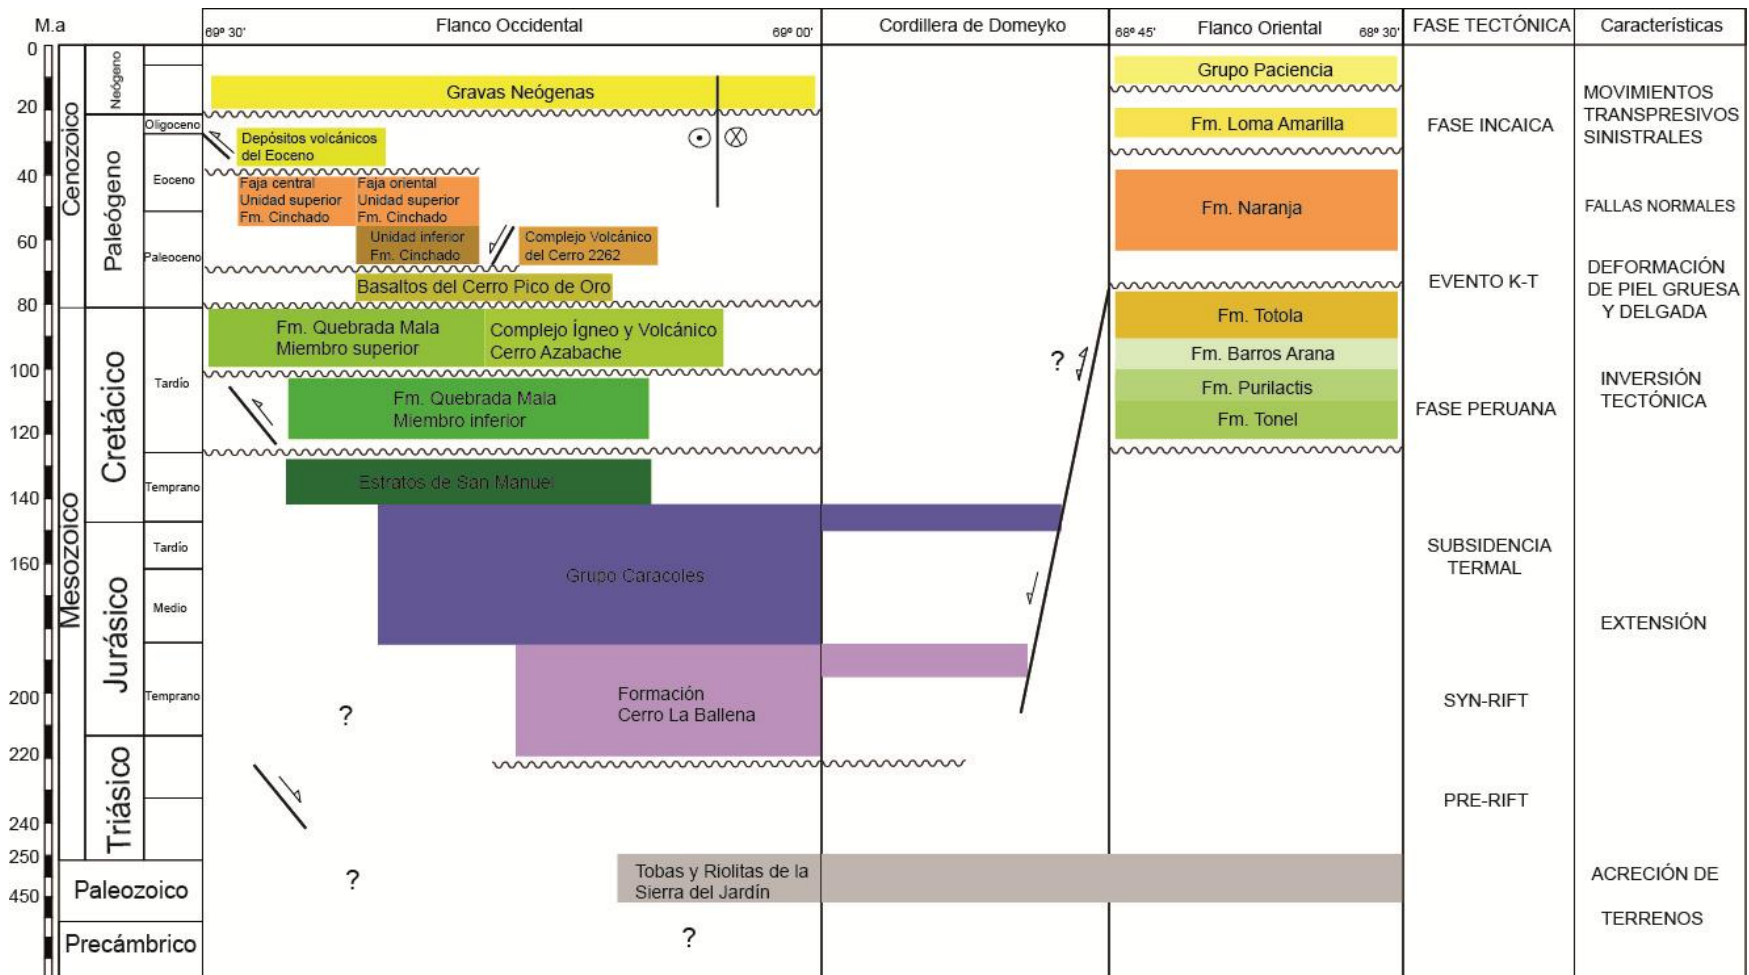 M.a
69º 30'
Flanco Occidental
69º 00'
Cordillera de Domeyko
68º 45'
Flanco Oriental
68º 30'
FASE TECTÓNICA
Características
0
20
40
60
80
100
120
140
160
200
220
240
250
450
Cenozoico
Mesozoico
Paleozoico
Precámbrico
Neógeno
Paleógeno
Cretácico
Jurásico
Triásico
Oligoceno
Eoceno
Paleoceno
Tardío
Temprano
Tardío
Medio
Temprano
Gravas Neógenas
Depósitos volcánicos
del Eoceno
Faja central
Unidad superior
Fm. Cinchado
Faja oriental
Unidad superior
Fm. Cinchado
Unidad inferior
Fm. Cinchado
Complejo Volcánico
del Cerro 2262
Basaltos del Cerro Pico de Oro
Fm. Quebrada Mala
Miembro superior
Complejo Ígneo y Volcánico
Cerro Azabache
Fm. Quebrada Mala
Miembro inferior
Estratos de San Manuel
Grupo Caracoles
Formación
Cerro La Ballena
?
?
Tobas y Riolitas de la
Sierra del Jardín
?
?
Grupo Paciencia
Fm. Loma Amarilla
Fm. Naranja
Fm. Totola
Fm. Barros Arana
Fm. Purilactis
Fm. Tonel
FASE INCAICA
EVENTO K-T
FASE PERUANA
SUBSIDENCIA
TERMAL
SYN-RIFT
PRE-RIFT
MOVIMIENTOS
TRANSPRESIVOS
SINISTRALES
FALLAS NORMALES
DEFORMACIÓN
DE PIEL GRUESA
Y DELGADA
INVERSIÓN
TECTÓNICA
EXTENSIÓN
ACRECIÓN DE
TERRENOS